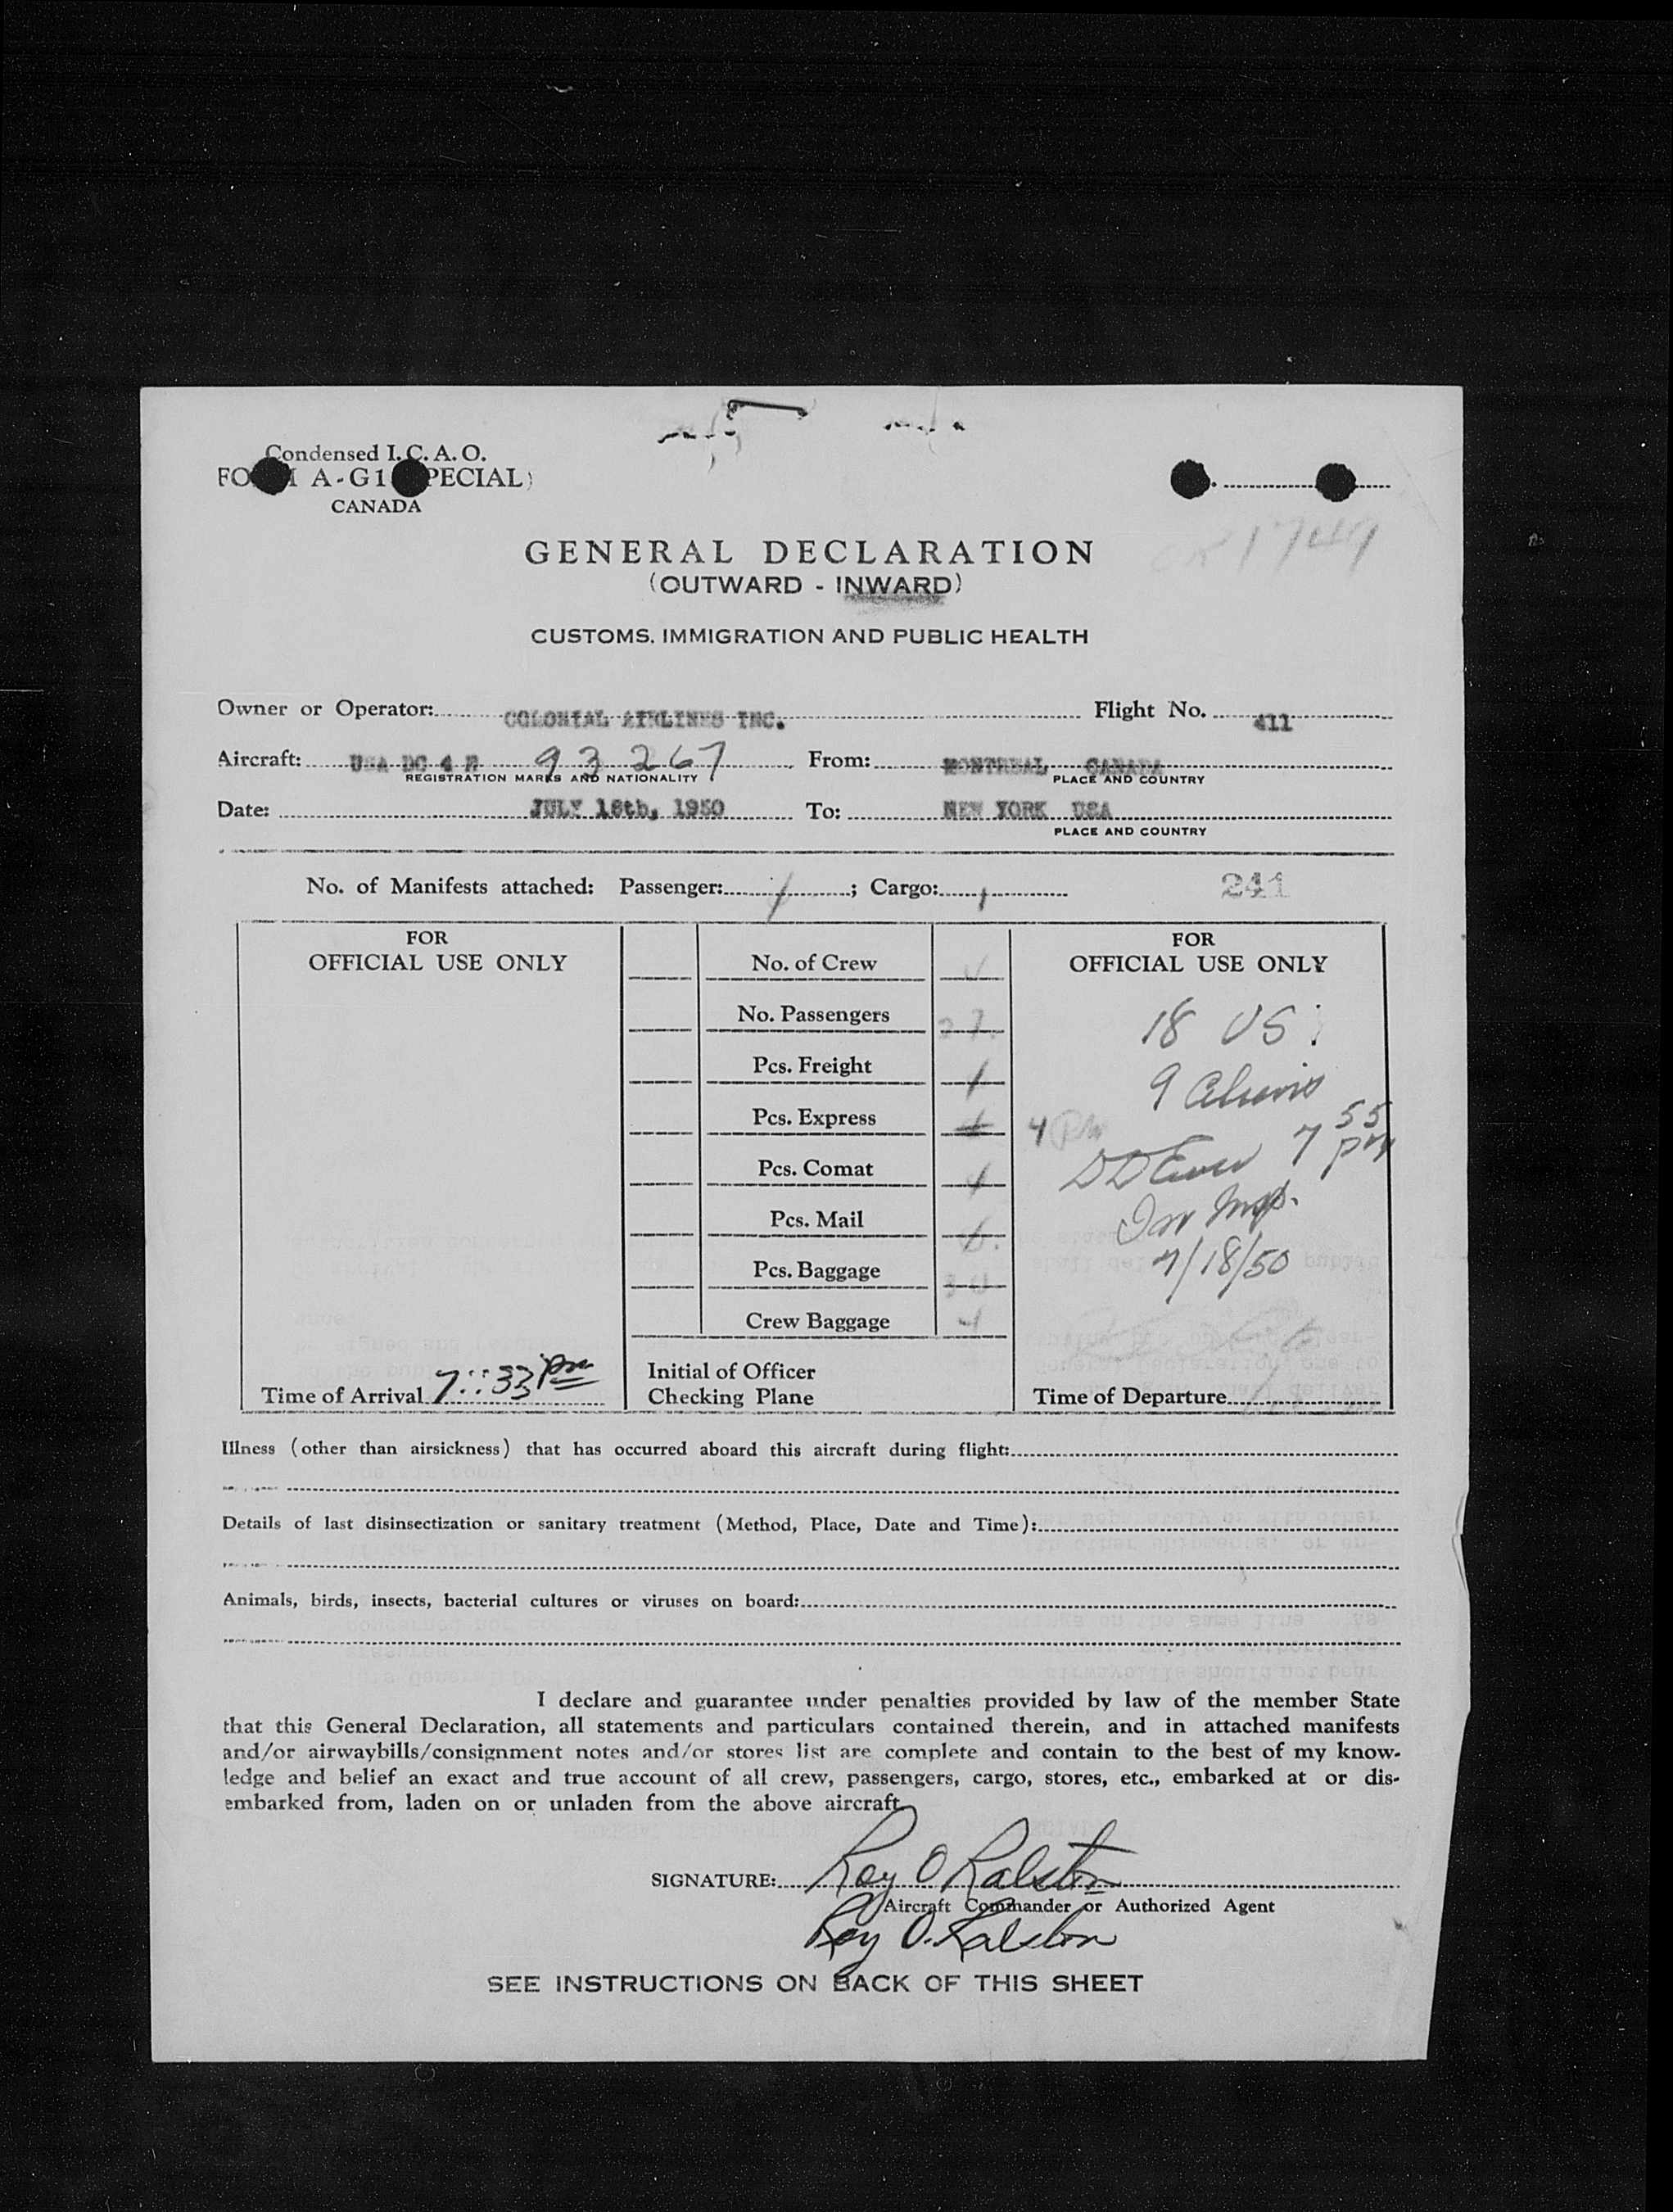 Condensed I.C.A.O.
A-G1
CANADA
1749
GENERAL DECLARATION
(OUTWARD - INWARD)
CUSTOMS. IMMIGRATION AND PUBLIC HEALTH
Owner or Operator: COLONIAL AIRLINES INC. Flight No. 411
Aircraft: USA DC 4 N 93267 From: MONTREAL CANADA
REGISTRATION MARKS AND NATIONALITY PLACE AND COUNTRY
Date: JULY 18th, 1950 To: NEW YORK USA
PLACE AND COUNTRY
No. of Manifests attached: Passenger: 1; Cargo: 1 241
FOR
OFFICIAL USE ONLY
Time of Arrival 7:33 pm
No. of Crew
No. Passengers 27.
Pcs. Freight 1
Pcs. Express
Pcs. Comat
Pcs. Mail
Pcs. Baggage
Crew Baggage 4
Initial of Officer
Checking Plane
FOR
OFFICIAL USE ONLY
18 US
9 Aliens
4 PM
7 55 pm
Imm Insp.
7/18/50
Time of Departure
Illness (other than airsickness) that has occurred aboard this aircraft during flight:
Details of last disinsectization or sanitary treatment (Method, Place, Date and Time):
Animals, birds, insects, bacterial cultures or viruses on board:
I declare and guarantee under penalties provided by law of the member State
that this General Declaration, all statements and particulars contained therein, and in attached manifests
and/or airwaybills/consignment notes and/or stores list are complete and contain to the best of my know-
ledge and belief an exact and true account of all crew, passengers, cargo, stores, etc., embarked at or dis-
embarked from, laden on or unladen from the above aircraft.
SIGNATURE: Roy O Ralston
Aircraft Commander or Authorized Agent
Roy O. Ralston
SEE INSTRUCTIONS ON BACK OF THIS SHEET